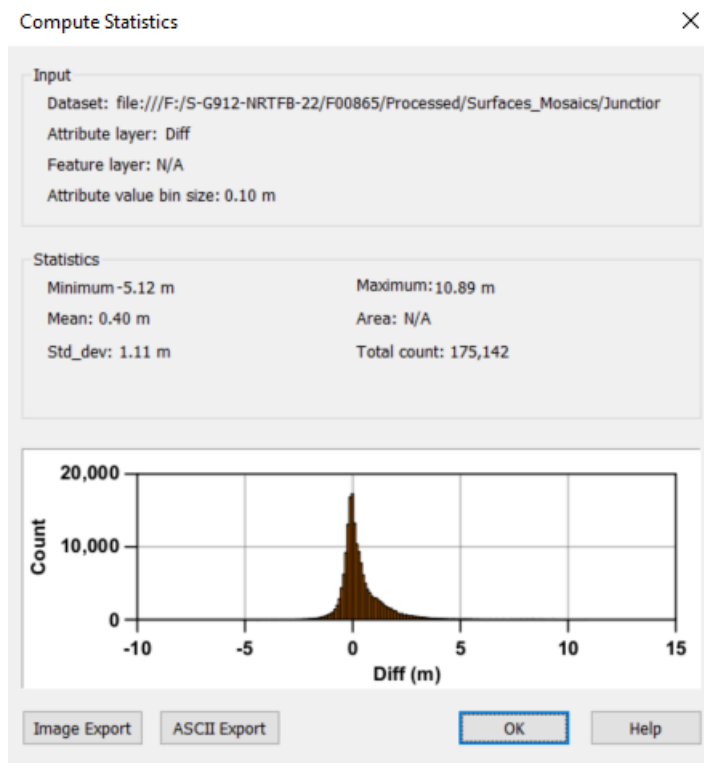 Compute Statistics
Input
Dataset: file:///F:/S-G912-NRTFB-22/F00865/Processed/Surfaces_Mosaics/Junctior
Attribute layer: Diff
Feature layer: N/A
Attribute value bin size: 0.10 m
Statistics
Minimum -5.12 m Maximum: 10.89 m
Mean: 0.40 m Area: N/A
Std_dev: 1.11 m Total count: 175,142
20,000
10,000
0
Count
-10 -5 0 5 10 15
Diff (m)
Image Export ASCII Export OK Help